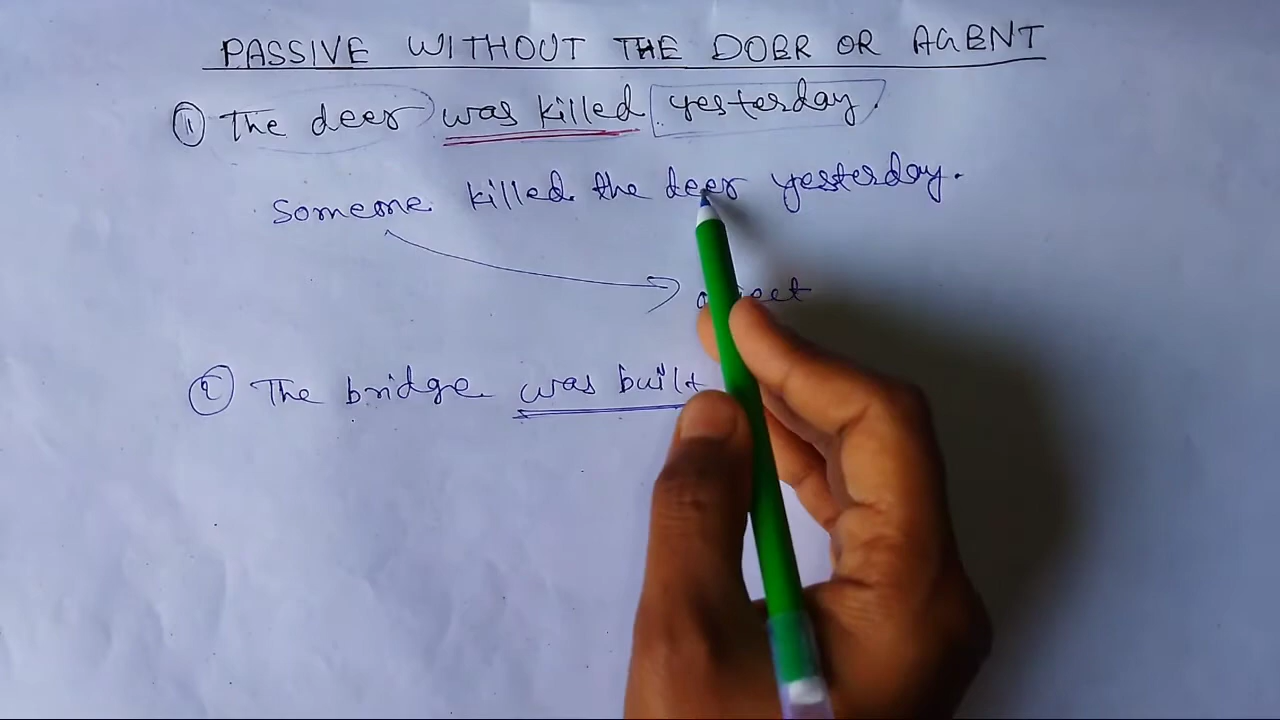 PASSIVE WITHOUT THE DOER OR AGENT
① The deer was killed yesterday.
Someone killed the deer yesterday.
② The bridge was built